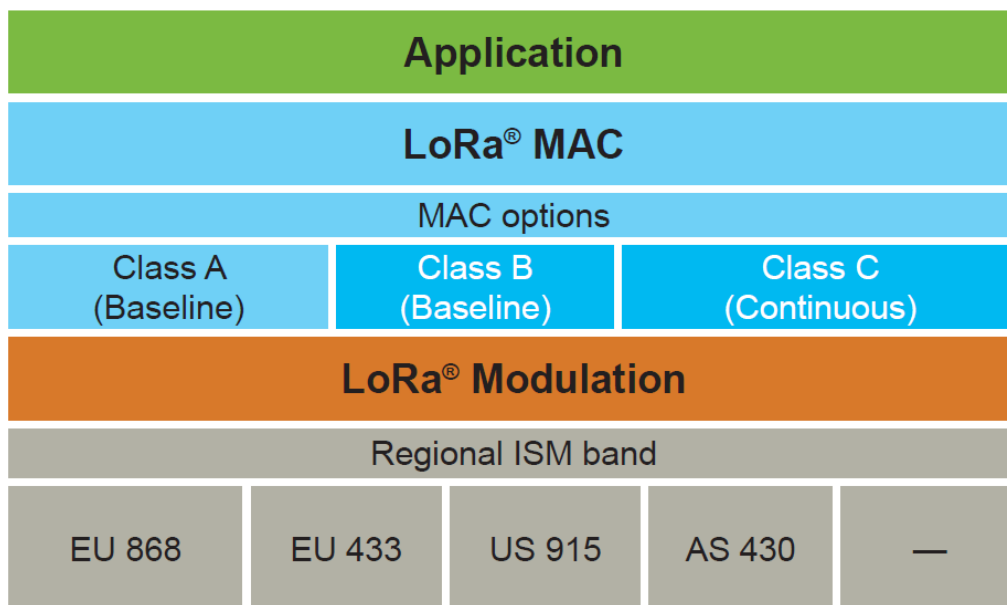 Application
LoRa® MAC
MAC options
Class A
(Baseline)
Class B
(Baseline)
Class C
(Continuous)
LoRa® Modulation
Regional ISM band
EU 868
EU 433
US 915
AS 430
—